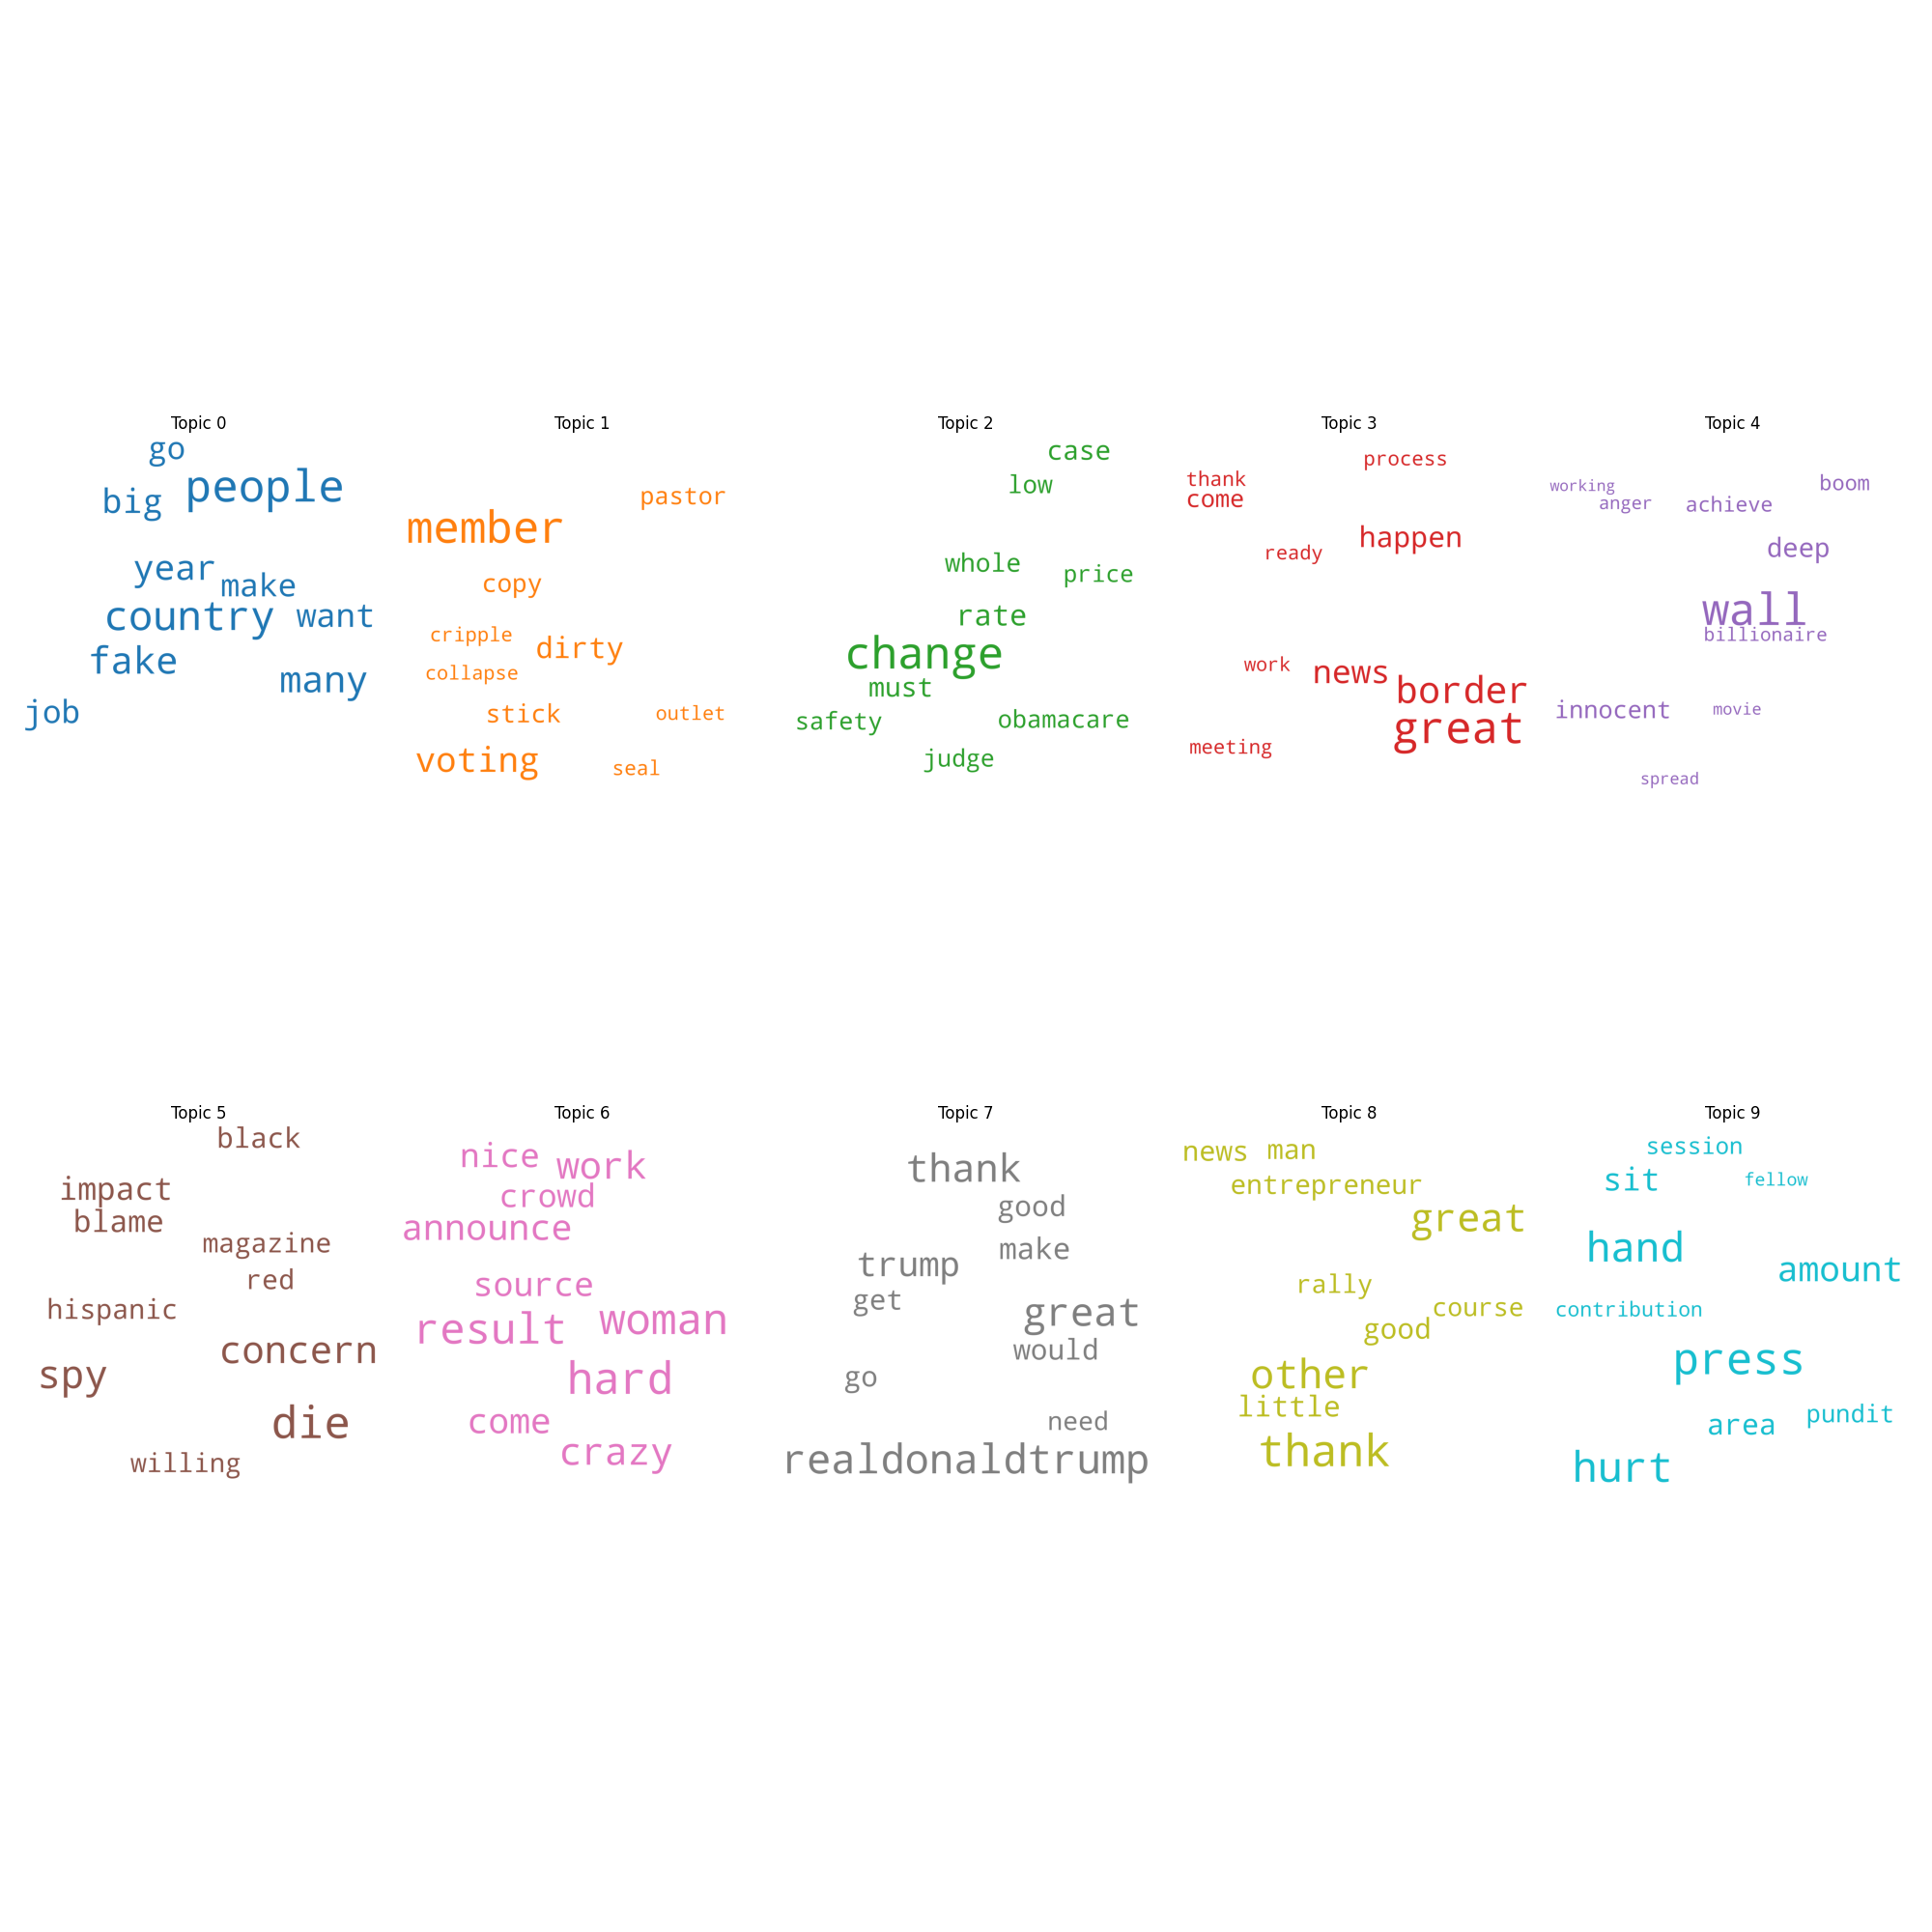 Topic 0
go
people
big
year
make
country want
fake
many
job
Topic 1
pastor
member
copy
cripple
dirty
collapse
stick
outlet
voting
seal
Topic 2
case
low
whole
price
rate
change
must
safety
obamacare
judge
Topic 3
process
thank
come
happen
ready
work
news
border
great
meeting
Topic 4
boom
working
anger
achieve
deep
wall
billionaire
innocent
movie
spread
Topic 5
black
impact
blame
magazine
red
hispanic
concern
spy
die
willing
Topic 6
nice
work
crowd
announce
source
result
woman
hard
come
crazy
Topic 7
thank
good
make
trump
get
great
would
go
need
realdonaldtrump
Topic 8
news man
entrepreneur
great
rally
course
good
other
little
thank
Topic 9
session
sit
fellow
hand
amount
contribution
press
pundit
area
hurt